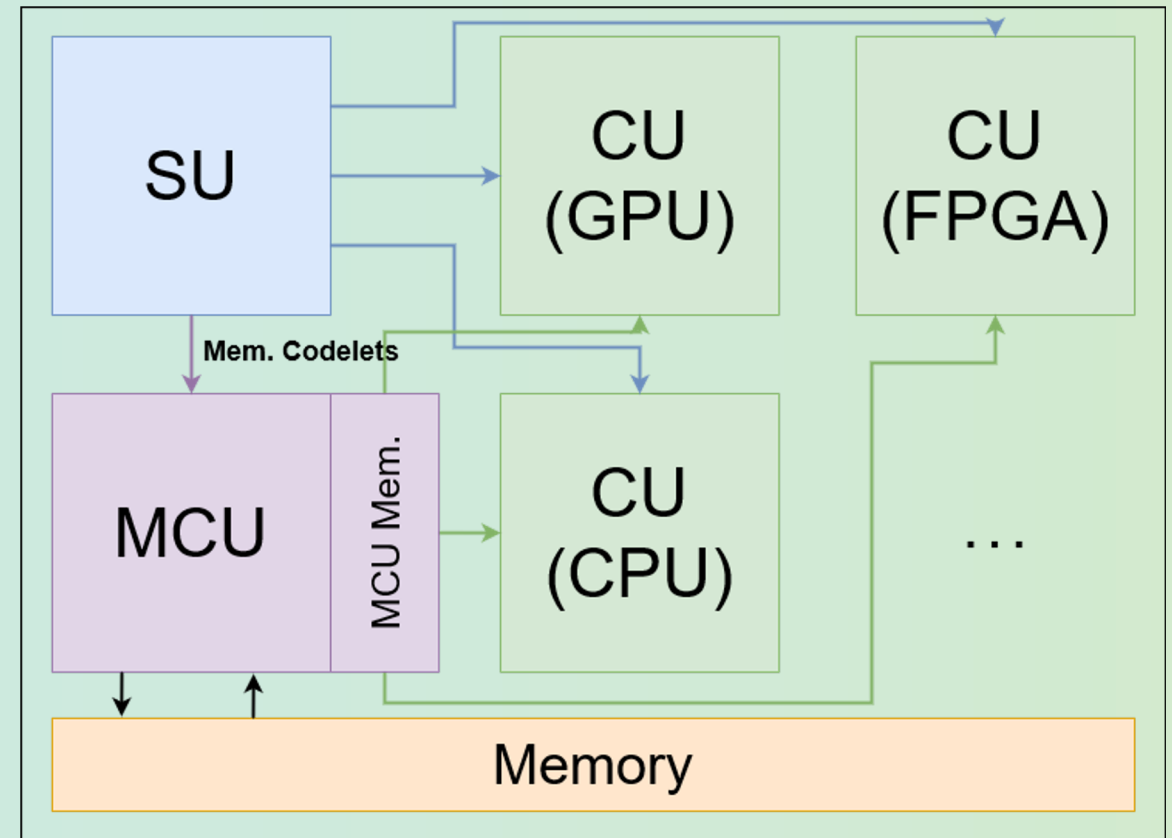 SU
CU
(GPU)
CU
(FPGA)
Mem. Codelets
MCU
MCU Mem.
CU
(CPU)
...
Memory